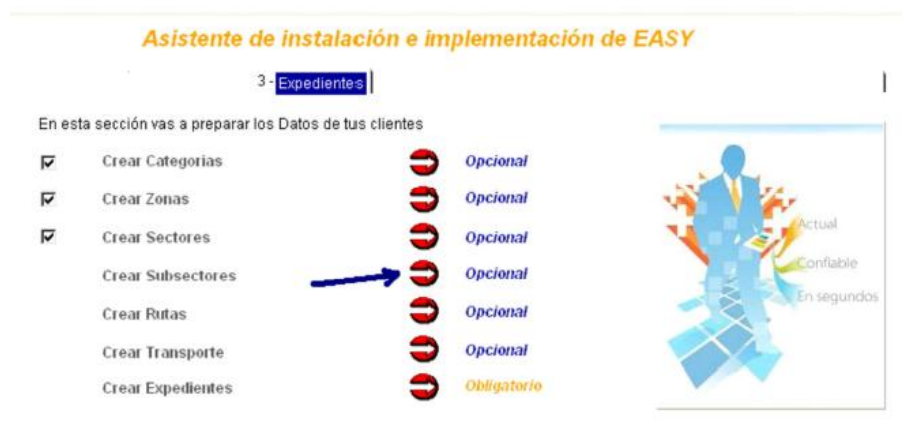 Asistente de instalación e implementación de EASY
3 - Expedientes
En esta sección vas a preparar los Datos de tus clientes
Crear Categorias Opcional
Crear Zonas Opcional
Crear Sectores Opcional
Crear Subsectores Opcional
Crear Rutas Opcional
Crear Transporte Opcional
Crear Expedientes Obligatorio
Actual
Confiable
En segundos